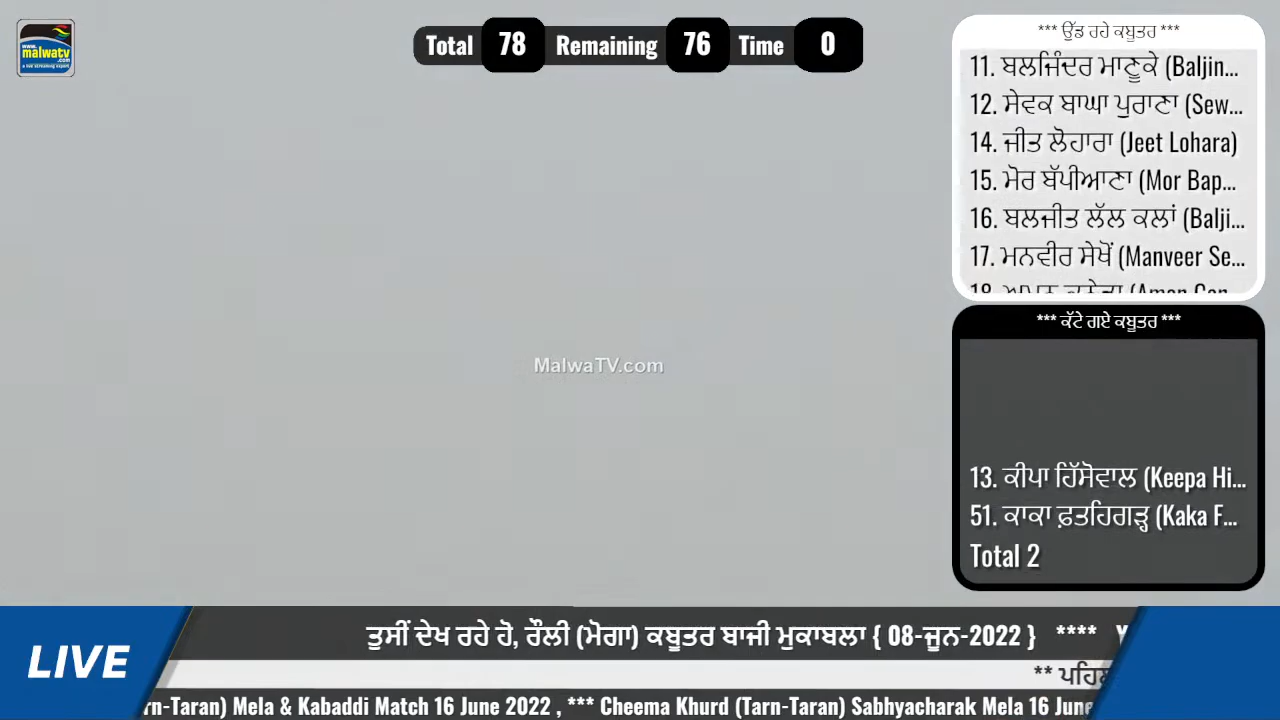 www.
malwatv
.com
Total 78 Remaining 76 Time 0
*** ਉੱਡ ਰਹੇ ਕਬੂਤਰ ***
11. ਬਲਜਿੰਦਰ ਮਾਣੂਕੇ (Baljin...
12. ਸੇਵਕ ਬਾਘਾ ਪੁਰਾਣਾ (Sew...
14. ਜੀਤ ਲੋਹਾਰਾ (Jeet Lohara)
15. ਮੋਰ ਬੱਪੀਆਣਾ (Mor Bap...
16. ਬਲਜੀਤ ਲੱਲ ਕਲਾਂ (Balji...
17. ਮਨਵੀਰ ਸੇਖੋਂ (Manveer Se...
*** ਕੱਟੇ ਗਏ ਕਬੂਤਰ ***
13. ਕੀਪਾ ਹਿੱਸੋਵਾਲ (Keepa Hi...
51. ਕਾਕਾ ਫ਼ਤਹਿਗੜ੍ਹ (Kaka F...
Total 2
MalwaTV.com
LIVE
ਤੁਸੀਂ ਦੇਖ ਰਹੇ ਹੋ, ਰੌਲੀ (ਮੋਗਾ) ਕਬੂਤਰ ਬਾਜੀ ਮੁਕਾਬਲਾ { 08-ਜੂਨ-2022 } ****
**
rn-Taran) Mela & Kabaddi Match 16 June 2022 , *** Cheema Khurd (Tarn-Taran) Sabhyacharak Mela 16 June